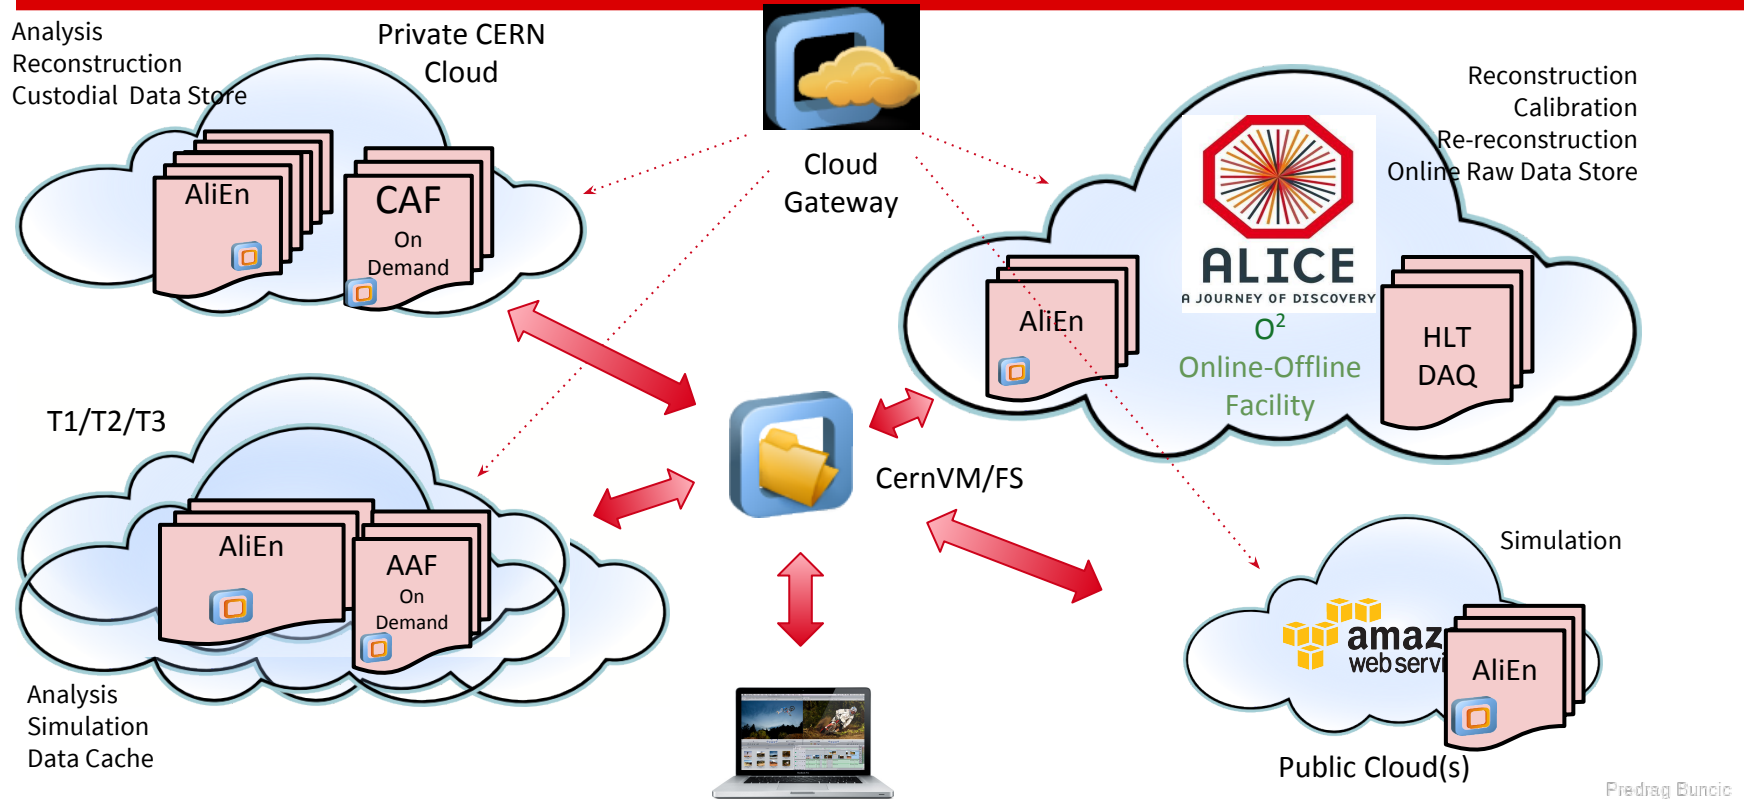 Analysis
Reconstruction
Custodial Data Store
Private CERN
Cloud
AliEn
CAF
On
Demand
Cloud
Gateway
Reconstruction
Calibration
Re-reconstruction
Online Raw Data Store
ALICE
A JOURNEY OF DISCOVERY
O²
Online-Offline
Facility
AliEn
HLT
DAQ
T1/T2/T3
AliEn
AAF
On
Demand
Analysis
Simulation
Data Cache
CernVM/FS
Simulation
AliEn
Public Cloud(s)
Predrag Buncic